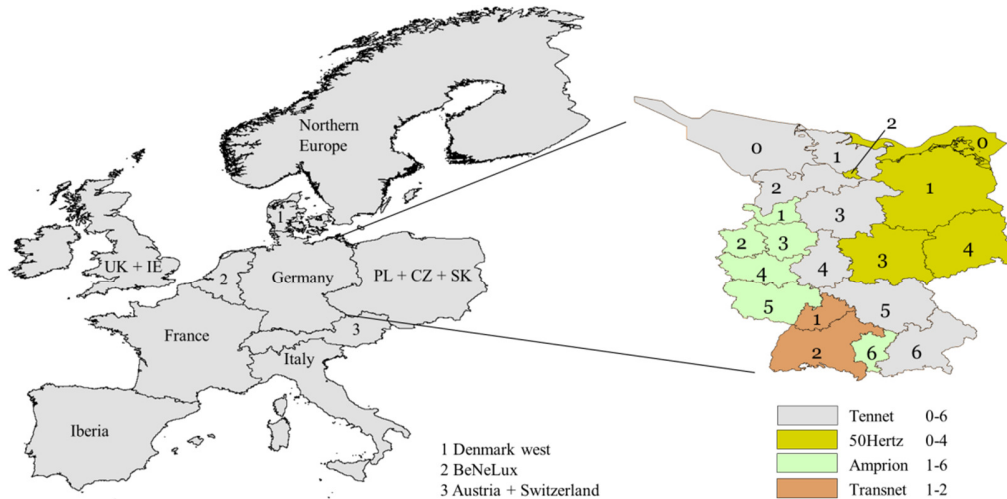 Northern
Europe
1
UK + IE
2
Germany
PL + CZ + SK
France
3
Italy
Iberia
1 Denmark west
2 BeNeLux
3 Austria + Switzerland
2
0
1
0
2
1
1
3
2
3
4
3
4
4
5
5
1
2
6
6
Tennet 0-6
50Hertz 0-4
Amprion 1-6
Transnet 1-2